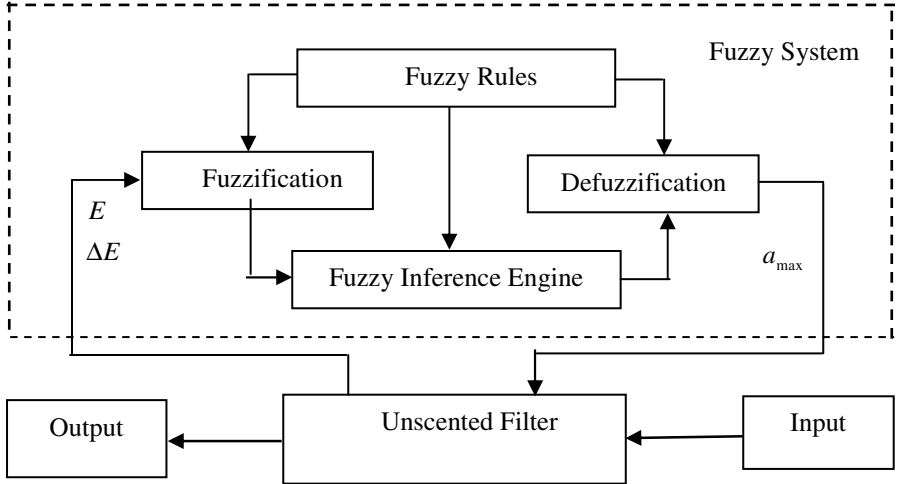 Fuzzy System
Fuzzy Rules
Fuzzification
Defuzzification
E
ΔE
Fuzzy Inference Engine
a_max
Output
Unscented Filter
Input